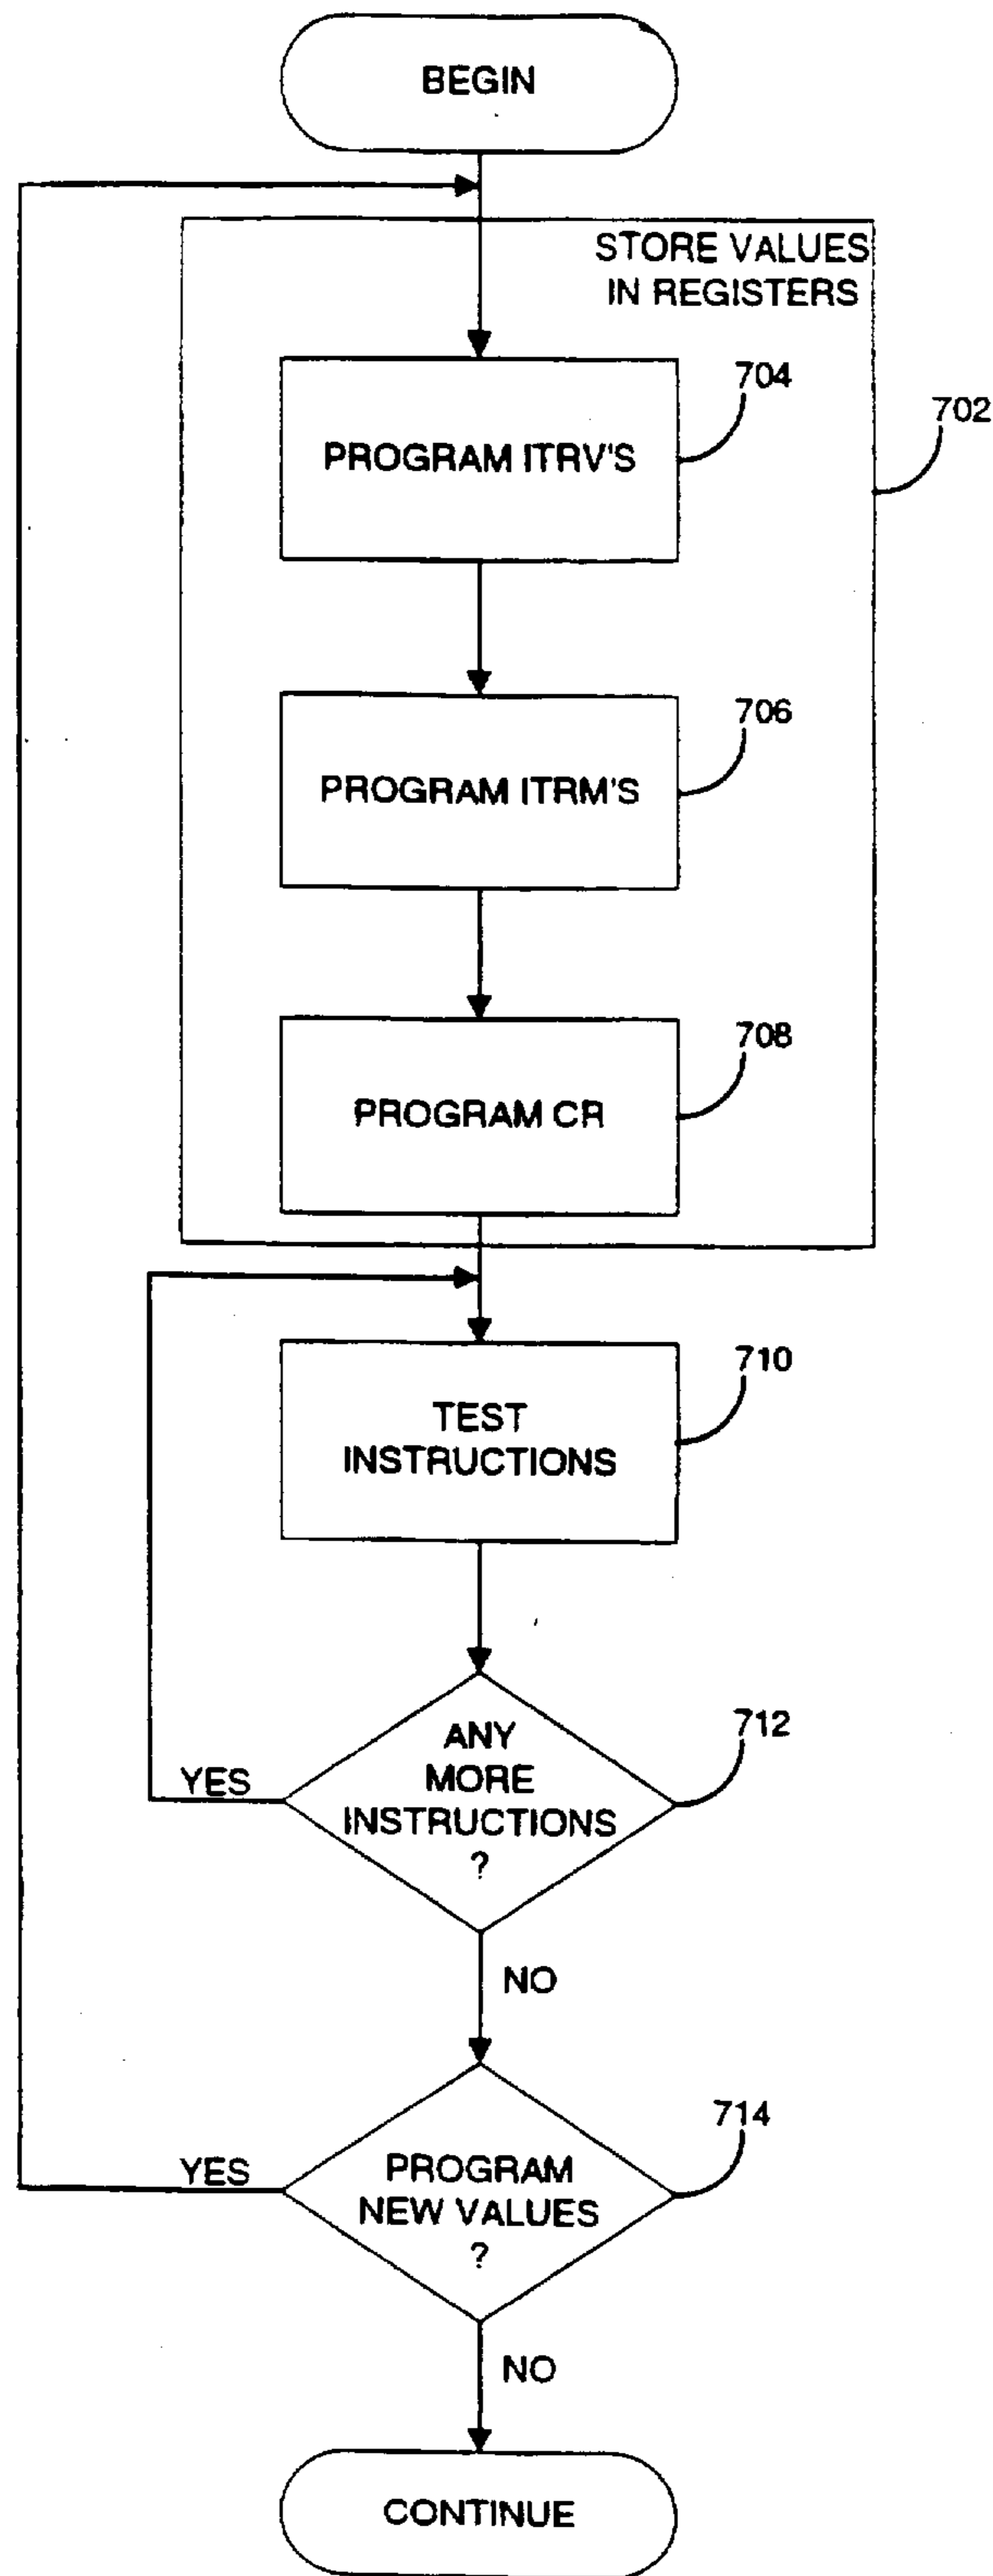 BEGIN
STORE VALUES
IN REGISTERS
704
702
PROGRAM ITRV'S
706
PROGRAM ITRM'S
708
PROGRAM CR
710
TEST
INSTRUCTIONS
712
ANY
MORE
INSTRUCTIONS
?
YES
NO
714
PROGRAM
NEW VALUES
?
YES
NO
CONTINUE